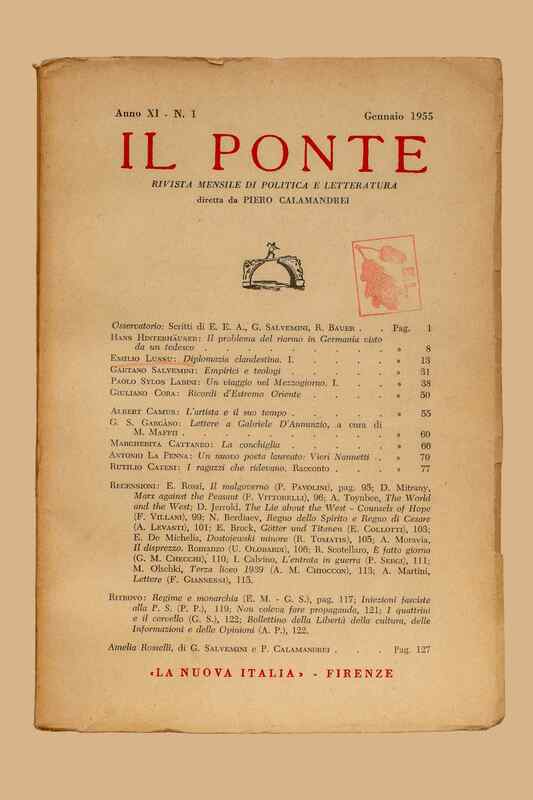 Anno XI - N. 1 Gennaio 1955
IL PONTE
RIVISTA MENSILE DI POLITICA E LETTERATURA
diretta da PIERO CALAMANDREI
Osservatorio: Scritti di E. E. A., G. SALVEMINI, R. BAUER . . Pag. 1
HANS HINTERHÄUSER: Il problema del riarmo in Germania visto
da un tedesco . . . . . . . . . . » 8
EMILIO LUSSU: Diplomazia clandestina. I. . . . . . » 13
GAETANO SALVEMINI: Empirici e teologi . . . . . » 31
PAOLO SYLOS LABINI: Un viaggio nel Mezzogiorno. I. . . . » 38
GIULIANO CORA: Ricordi d'Estremo Oriente . . . . » 50
ALBERT CAMUS: L'artista e il suo tempo . . . . . » 55
G. S. GARGÀNO: Lettere a Gabriele D'Annunzio, a cura di
M. MAFFII . . . . . . . . . . » 60
MARGHERITA CATTANEO: La conchiglia . . . . . » 66
ANTONIO LA PENNA: Un nuovo poeta laureato: Vieri Nannetti . . » 70
RUTILIO CATENI: I ragazzi che ridevano. Racconto . . . » 77
RECENSIONI: E. ROSSI, Il malgoverno (P. PAVOLINI), pag. 95; D. Mitrany,
Marx against the Peasant (P. VITTORELLI), 96; A. Toynbee, The World
and the West; D. Jerrold, The Lie about the West - Counsels of Hope
(F. VILLANI), 99; N. Berdiaev, Regno dello Spirito e Regno di Cesare
(A. LEVANTI), 101; E. Brock, Götter und Titanen (E. COLLOTTI), 103;
E. De Michelis, Dostoiewski minore (R. TOMATIS), 105; A. Moravia,
Il disprezzo. Romanzo (U. OLOBARDI), 106; R. Scotellaro, È fatto giorno
(G. M. CHECCHI), 110; I. Calvino, L'entrata in guerra (P. SERGI), 111;
M. Olschki, Terza liceo 1939 (A. M. CHIOCCON), 113; A. Martini,
Lettere (F. GIANNESSI), 115.
RITROVO: Regime e monarchia (E. M. - G. S.), pag. 117; Iniezioni fasciste
alla P. S. (P. P.), 119; Non voleva fare propaganda, 121; I quattrini
e il cervello (G. S.), 122; Bollettino della Libertà della cultura, delle
Informazioni e delle Opinioni (A. P.), 122.
Amelia Rosselli, di G. SALVEMINI e P. CALAMANDREI . . . Pag. 127
«LA NUOVA ITALIA» - FIRENZE